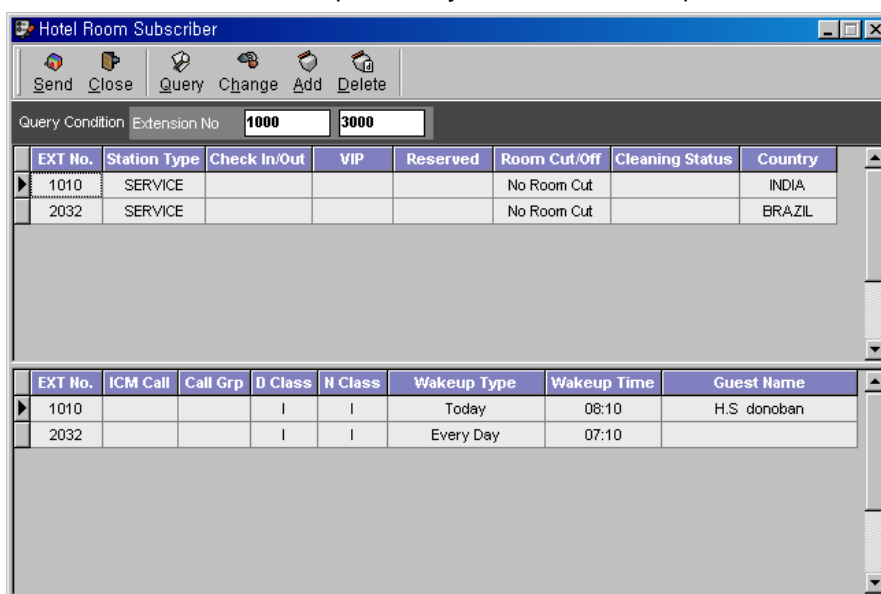 Hotel Room Subscriber
Send Close Query Change Add Delete
Query Condition Extension No 1000 3000
EXT No. Station Type Check In/Out VIP Reserved Room Cut/Off Cleaning Status Country
1010 SERVICE No Room Cut INDIA
2032 SERVICE No Room Cut BRAZIL
EXT No. ICM Call Call Grp D Class N Class Wakeup Type Wakeup Time Guest Name
1010 I I Today 08:10 H.S donoban
2032 I I Every Day 07:10